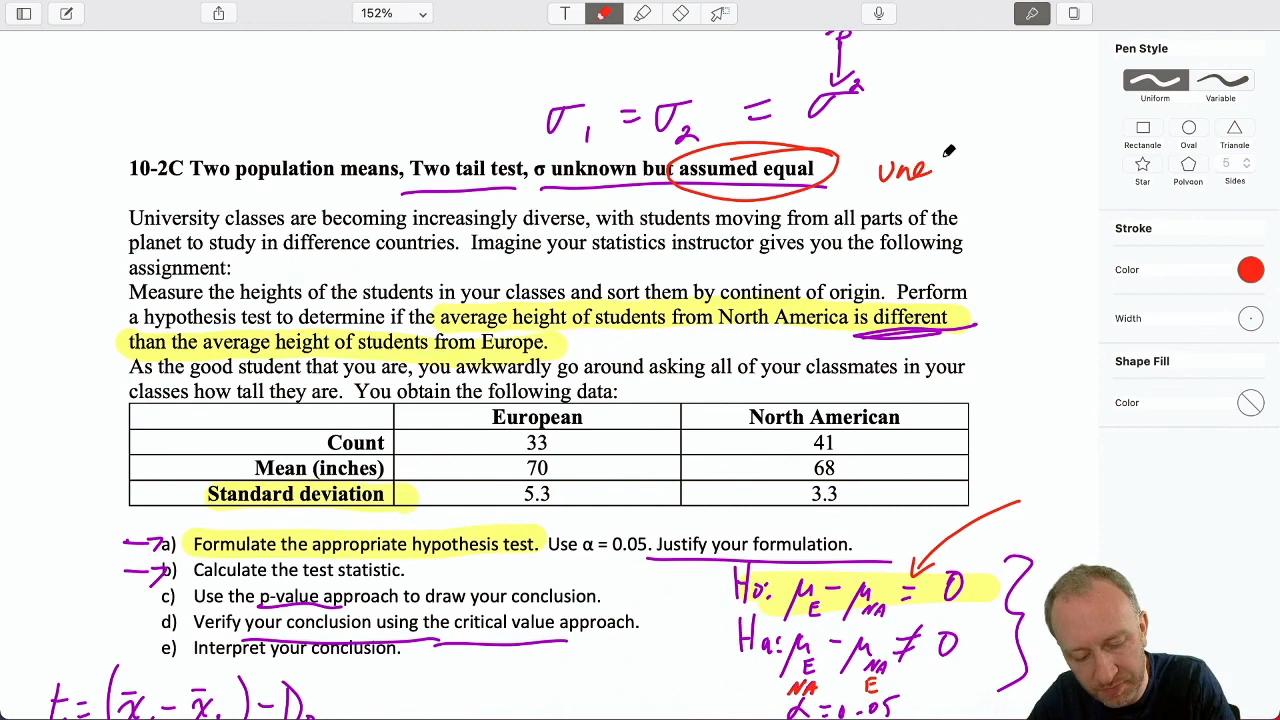 152%
T
p
σ1 = σ2 = σ²
10-2C Two population means, Two tail test, σ unknown but assumed equal
une
University classes are becoming increasingly diverse, with students moving from all parts of the
planet to study in difference countries. Imagine your statistics instructor gives you the following
assignment:
Measure the heights of the students in your classes and sort them by continent of origin. Perform
a hypothesis test to determine if the average height of students from North America is different
than the average height of students from Europe.
As the good student that you are, you awkwardly go around asking all of your classmates in your
classes how tall they are. You obtain the following data:
European North American
Count 33 41
Mean (inches) 70 68
Standard deviation 5.3 3.3
a) Formulate the appropriate hypothesis test. Use α = 0.05. Justify your formulation.
b) Calculate the test statistic.
c) Use the p-value approach to draw your conclusion.
d) Verify your conclusion using the critical value approach.
e) Interpret your conclusion.
H0: μE − μNA = 0
Ha: μE − μNA ≠ 0
NA E
α = 0.05
t = (x̄1 − x̄2) − D0
Pen Style
Uniform Variable
Rectangle Oval Triangle
5
Star Polygon Sides
Stroke
Color
Width
Shape Fill
Color